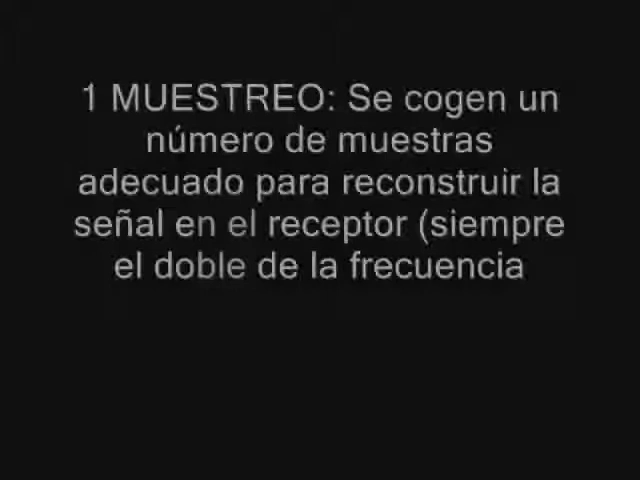 1 MUESTREO: Se cogen un
número de muestras
adecuado para reconstruir la
señal en el receptor (siempre
el doble de la frecuencia